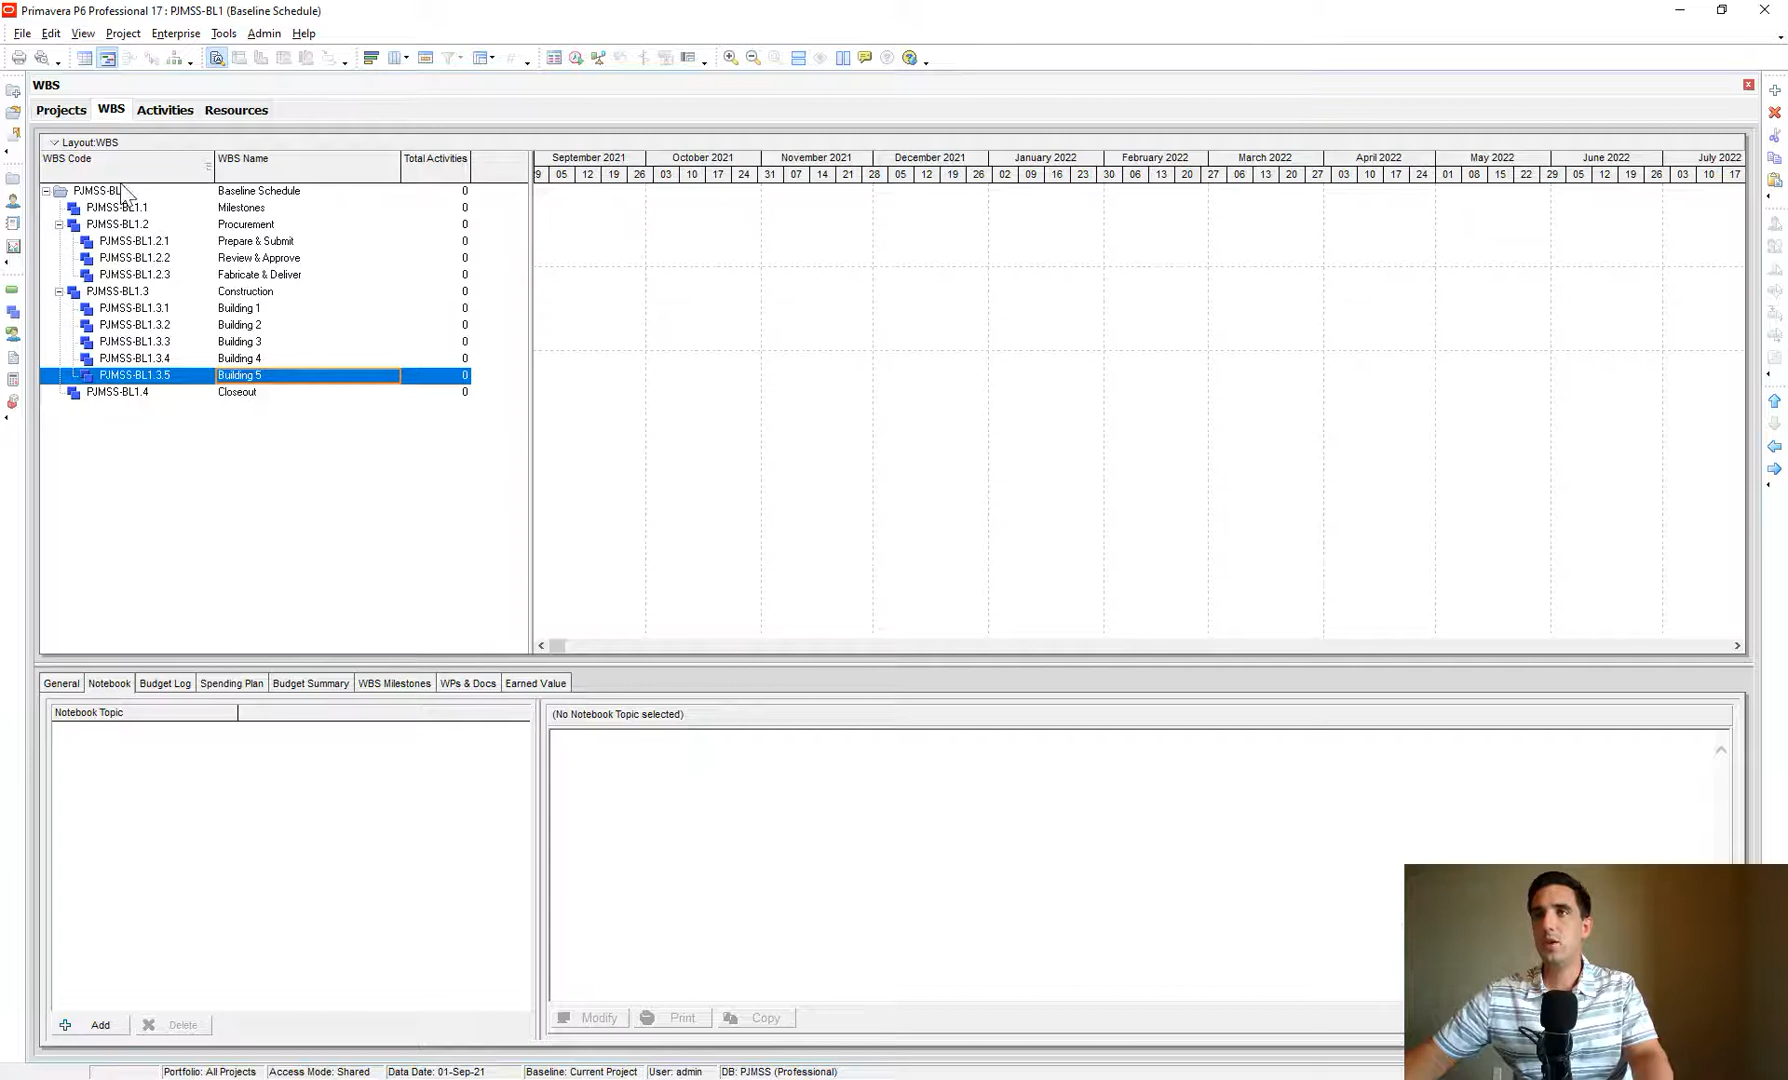 Primavera P6 Professional 17 : PJMSS-BL1 (Baseline Schedule)
File Edit View Project Enterprise Tools Admin Help
WBS
Projects WBS Activities Resources
Layout:WBS
WBS Code WBS Name Total Activities
September 2021 October 2021 November 2021 December 2021 January 2022 February 2022 March 2022 April 2022 May 2022 June 2022 July 2022
9 05 12 19 26 03 10 17 24 31 07 14 21 28 05 12 19 26 02 09 16 23 30 06 13 20 27 06 13 20 27 03 10 17 24 01 08 15 22 29 05 12 19 26 03 10 17
PJMSS-BL Baseline Schedule 0
PJMSS-BL1.1 Milestones 0
PJMSS-BL1.2 Procurement 0
PJMSS-BL1.2.1 Prepare & Submit 0
PJMSS-BL1.2.2 Review & Approve 0
PJMSS-BL1.2.3 Fabricate & Deliver 0
PJMSS-BL1.3 Construction 0
PJMSS-BL1.3.1 Building 1 0
PJMSS-BL1.3.2 Building 2 0
PJMSS-BL1.3.3 Building 3 0
PJMSS-BL1.3.4 Building 4 0
PJMSS-BL1.3.5 Building 5 0
PJMSS-BL1.4 Closeout 0
General Notebook Budget Log Spending Plan Budget Summary WBS Milestones WPs & Docs Earned Value
Notebook Topic
(No Notebook Topic selected)
Add Delete
Modify Print Copy
Portfolio: All Projects Access Mode: Shared Data Date: 01-Sep-21 Baseline: Current Project User: admin DB: PJMSS (Professional)